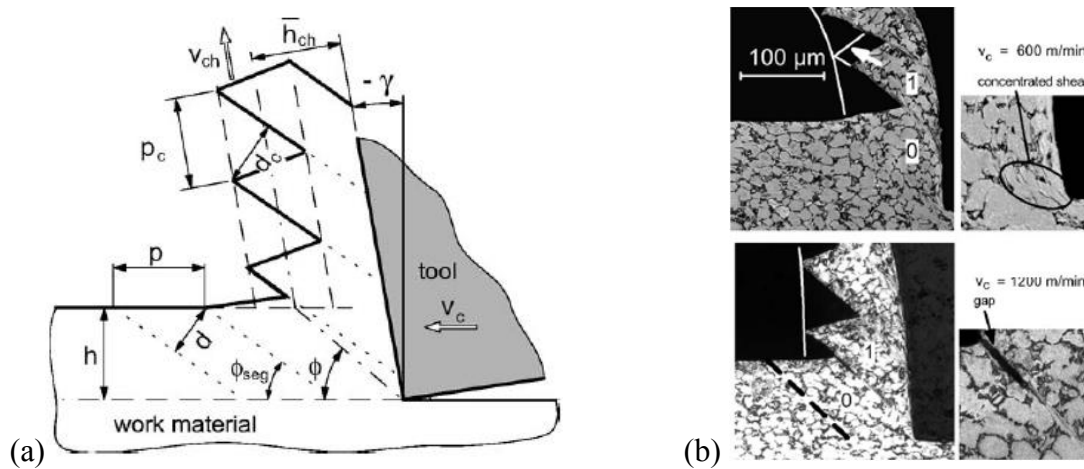 v_ch
h̄_ch
- γ
p_c
d_c
p
tool
v_c
h
d
ϕ_seg
ϕ
work material
(a)
100 µm
1
0
v_c = 600 m/min
concentrated shea
1
0
v_c = 1200 m/min
gap
(b)